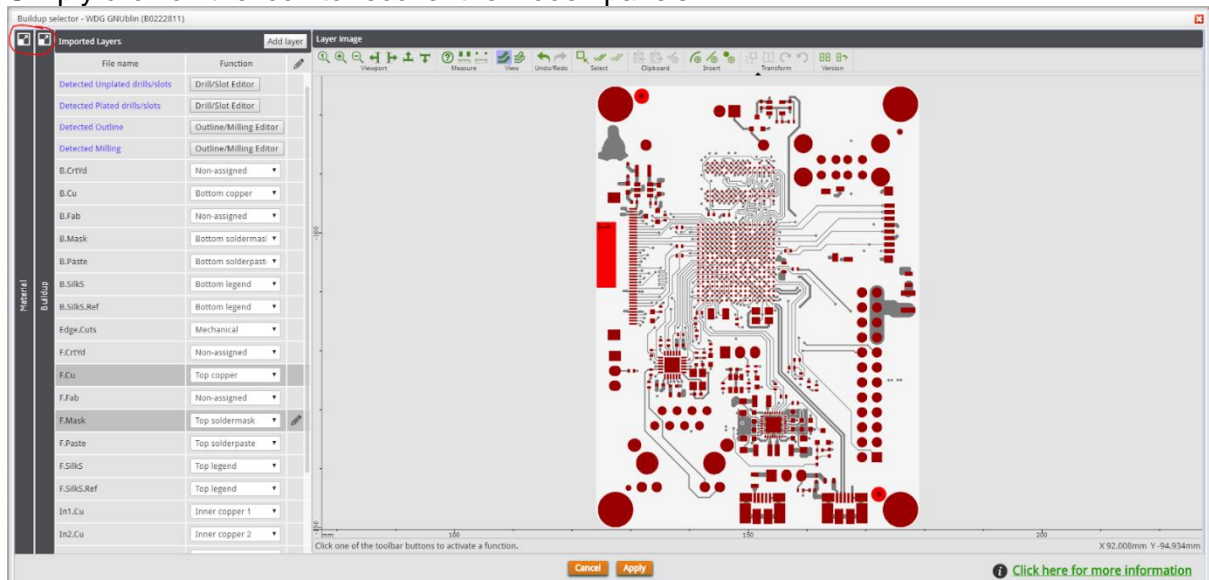 Buildup selector - WDG GNUblin (B0222811)
Imported Layers Add layer
File name Function
Detected Unplated drills/slots Drill/Slot Editor
Detected Plated drills/slots Drill/Slot Editor
Detected Outline Outline/Milling Editor
Detected Milling Outline/Milling Editor
B.CrtYd Non-assigned
B.Cu Bottom copper
B.Fab Non-assigned
B.Mask Bottom soldermasl
B.Paste Bottom solderpast
B.SilkS Bottom legend
B.SilkS.Ref Bottom legend
Edge.Cuts Mechanical
F.CrtYd Non-assigned
F.Cu Top copper
F.Fab Non-assigned
F.Mask Top soldermask
F.Paste Top solderpaste
F.SilkS Top legend
F.SilkS.Ref Top legend
In1.Cu Inner copper 1
In2.Cu Inner copper 2
Material
Buildup
Layer image
Viewport Measure View Undo/Redo Select Clipboard Insert Transform Version
-100
mm 100 150 200
Click one of the toolbar buttons to activate a function. X 92.008mm Y -94.934mm
Cancel Apply
Click here for more information